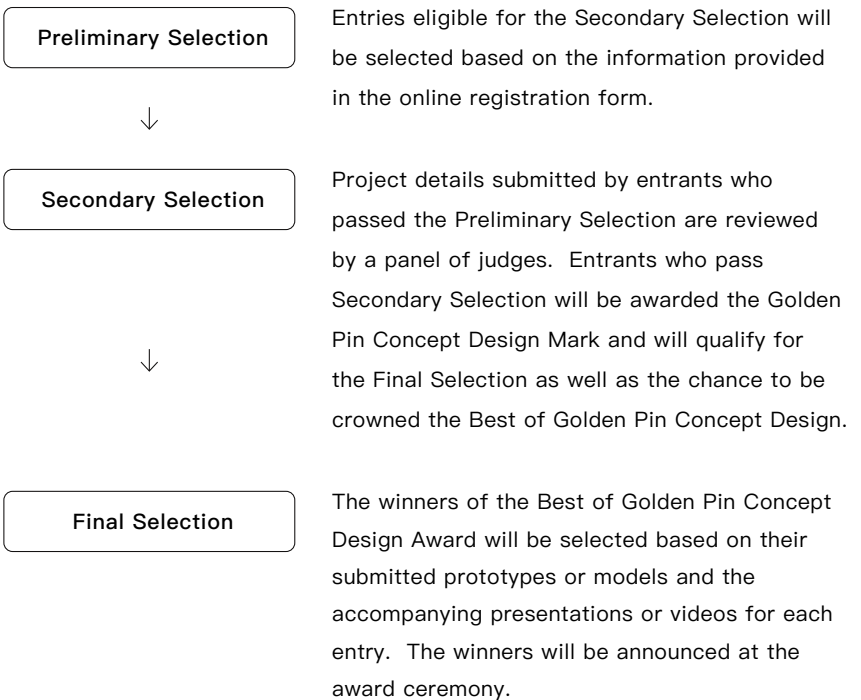 Preliminary Selection
Entries eligible for the Secondary Selection will
be selected based on the information provided
in the online registration form.
Secondary Selection
Project details submitted by entrants who
passed the Preliminary Selection are reviewed
by a panel of judges.  Entrants who pass
Secondary Selection will be awarded the Golden
Pin Concept Design Mark and will qualify for
the Final Selection as well as the chance to be
crowned the Best of Golden Pin Concept Design.
Final Selection
The winners of the Best of Golden Pin Concept
Design Award will be selected based on their
submitted prototypes or models and the
accompanying presentations or videos for each
entry.  The winners will be announced at the
award ceremony.